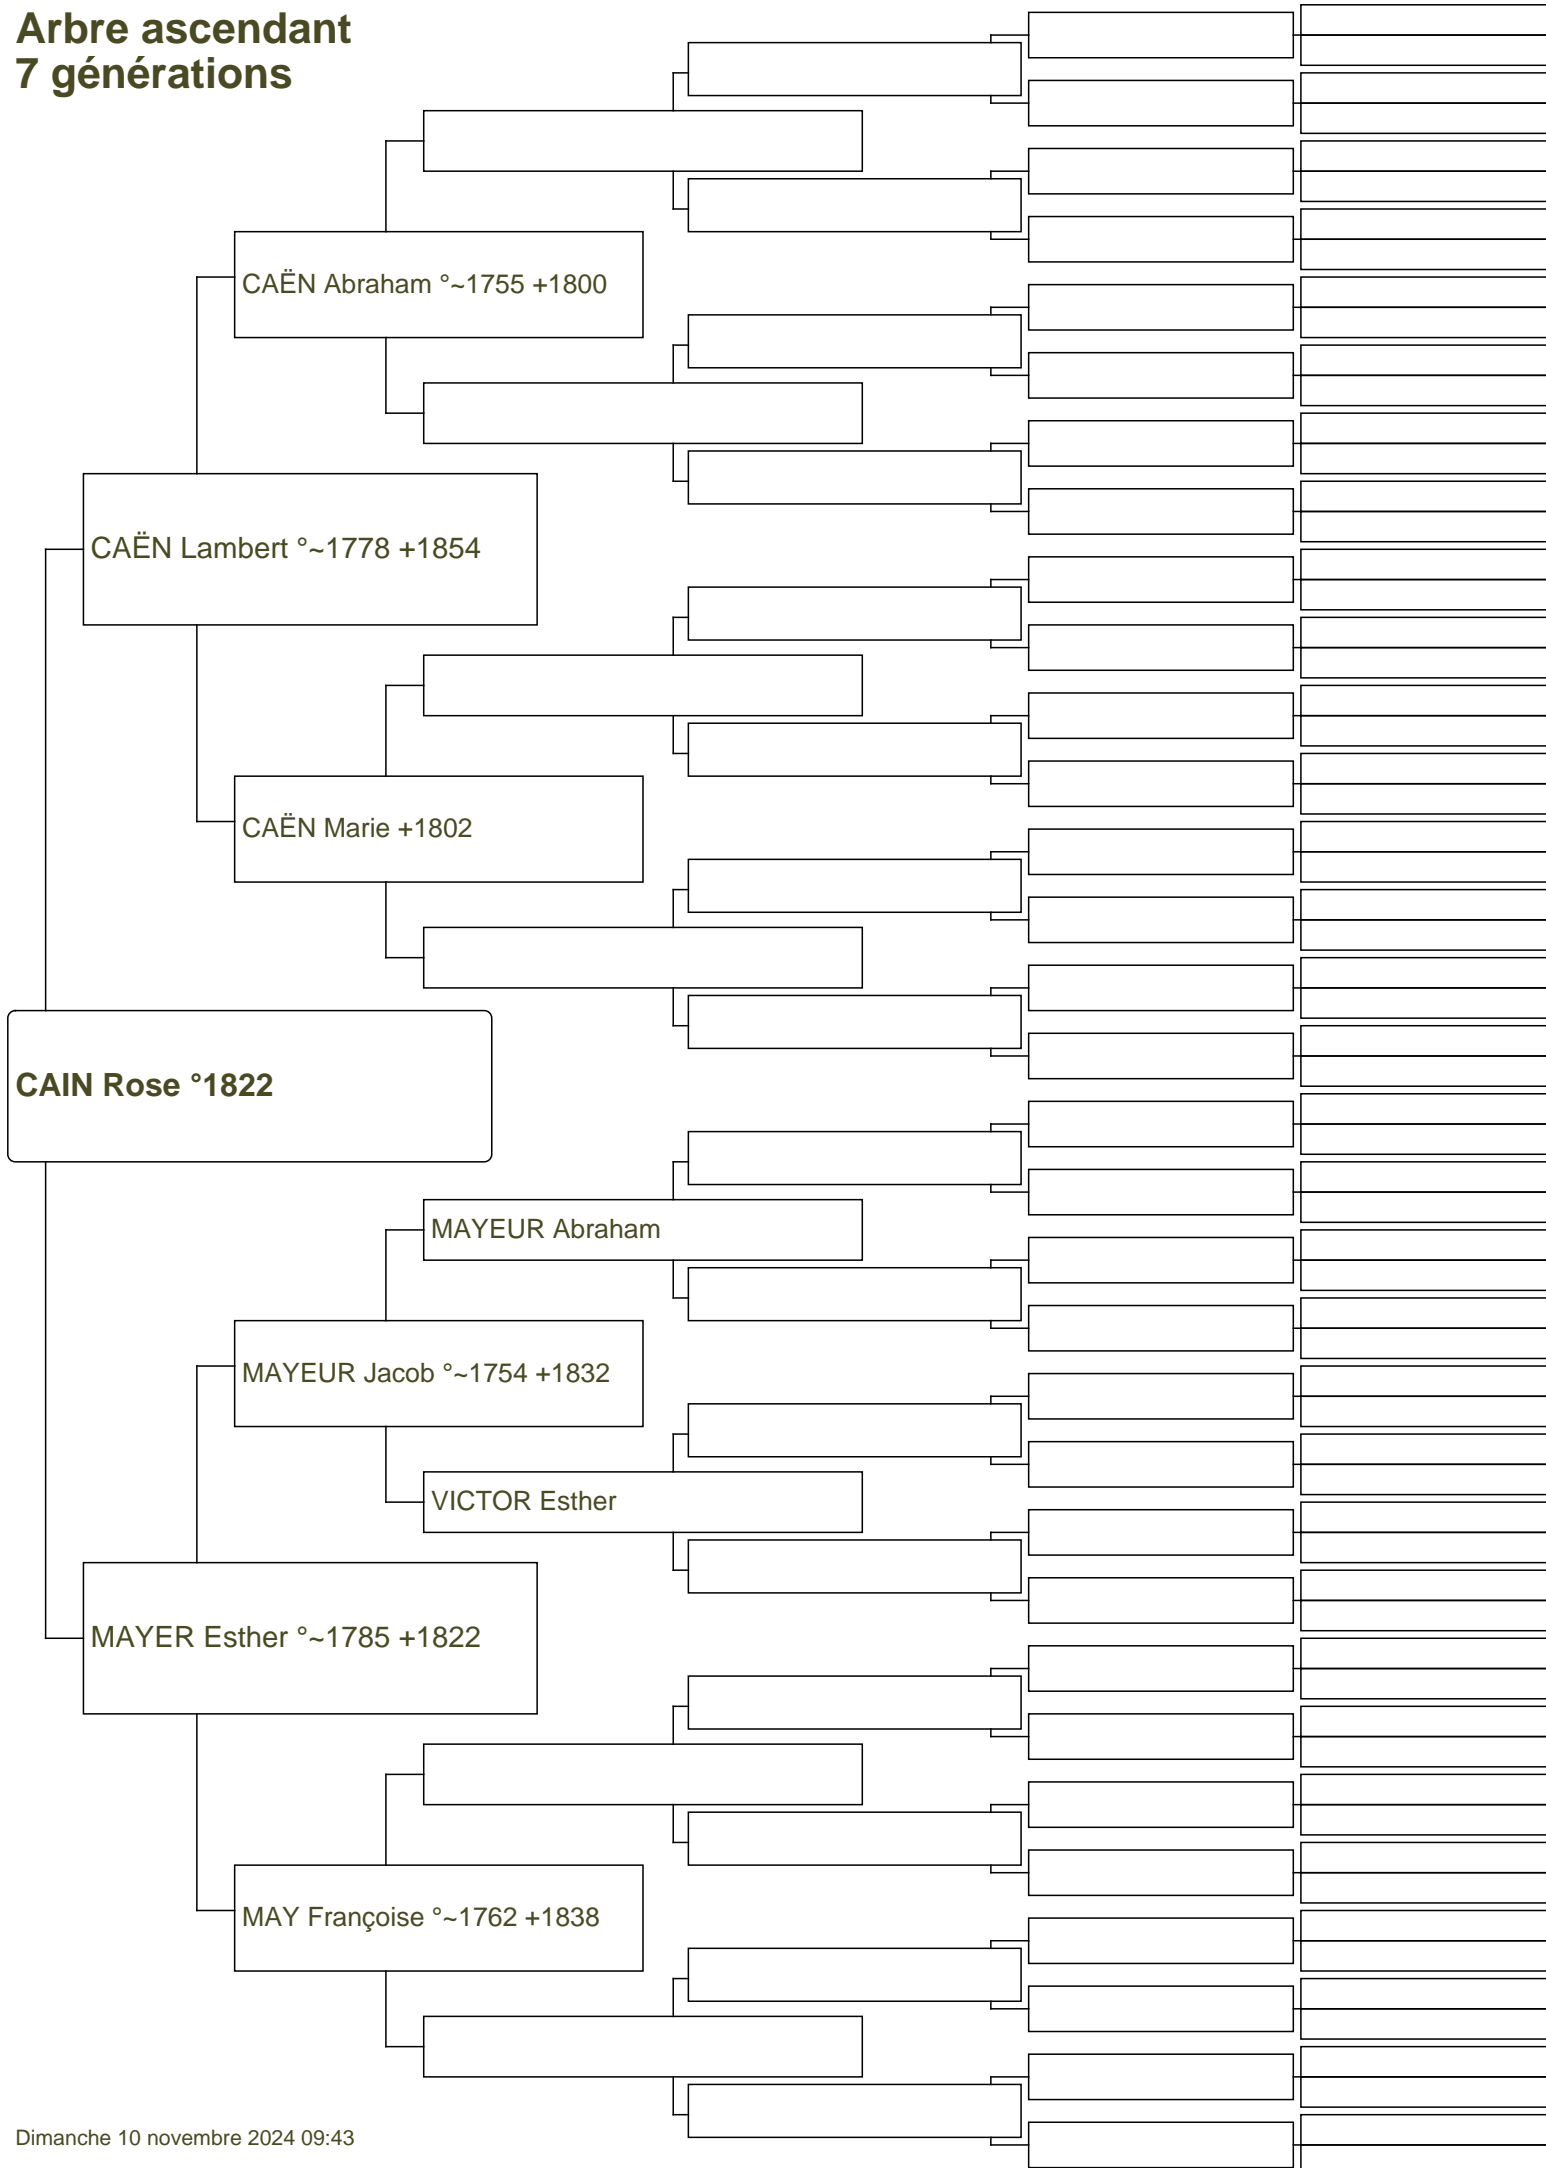 Arbre ascendant
7 générations
CAËN Abraham °~1755 +1800
CAËN Lambert °~1778 +1854
CAËN Marie +1802
CAIN Rose °1822
MAYEUR Abraham
MAYEUR Jacob °~1754 +1832
VICTOR Esther
MAYER Esther °~1785 +1822
MAY Françoise °~1762 +1838
Dimanche 10 novembre 2024 09:43